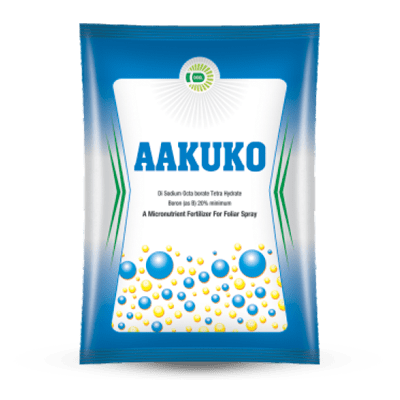 AAKUKO
Di Sodium Octa borate Tetra Hydrate
Boron (as B) 20% minimum
A Micronutrient Fertilizer For Foliar Spray